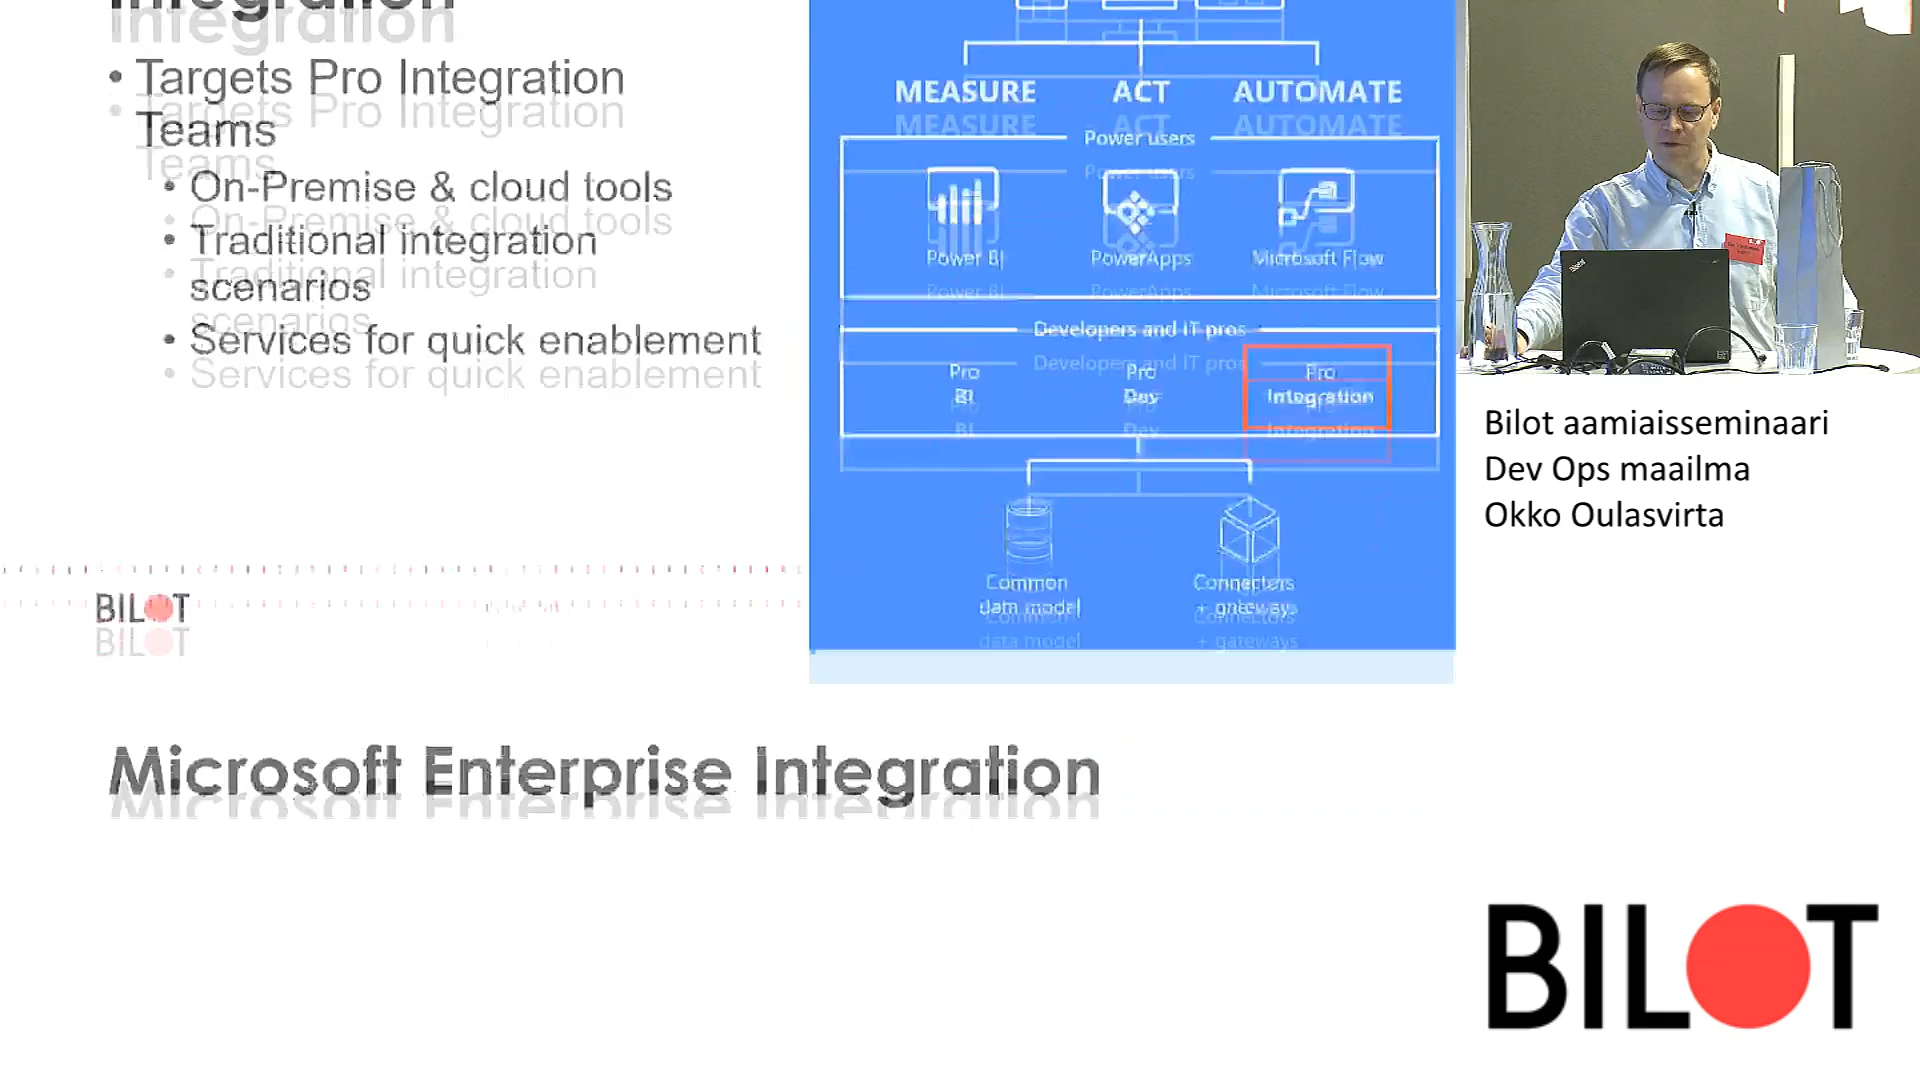 Integration
• Targets Pro Integration
Teams
• On-Premise & cloud tools
• Traditional integration
scenarios
• Services for quick enablement
BILOT
MEASURE ACT AUTOMATE
Power users
Power BI PowerApps Microsoft Flow
Developers and IT pros
Pro Pro Pro
BI Dev Integration
Common Connectors
data model + gateways
Microsoft Enterprise Integration
Bilot aamiaisseminaari
Dev Ops maailma
Okko Oulasvirta
BILOT